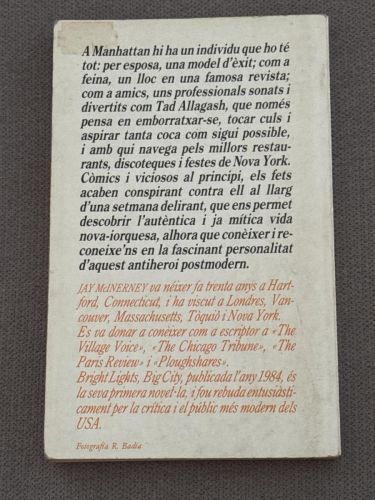 A Manhattan hi ha un individu que ho té
tot: per esposa, una model d'èxit; com a
feina, un lloc en una famosa revista; com
a amics, uns professionals sonats i
divertits com Tad Allagash, que només
pensa en emborratxar-se, tocar culs i
aspirar tanta coca com sigui possible,
i amb qui navega pels millors restau-
rants, discoteques i festes de Nova York.
Còmics i viciosos al principi, els fets
acaben conspirant contra ell al llarg
d'una setmana delirant, que ens permet
descobrir l'autèntica i ja mítica vida
nova-iorquesa, alhora que conèixer i re-
coneixe'ns en la fascinant personalitat
d'aquest antiheroi postmodern.
JAY McINERNEY va néixer fa trenta anys a Hart-
ford, Connecticut, i ha viscut a Londres, Van-
couver, Massachusetts, Tòquio i Nova York.
Es va donar a conèixer com a escriptor a «The
Village Voice», «The Chicago Tribune», «The
Paris Review» i «Ploughshares».
Bright Lights, Big City, publicada l'any 1984, és
la seva primera novel·la, i fou rebuda entusiàsti-
cament per la crítica i el públic més modern dels
USA.
Fotografia R. Badia